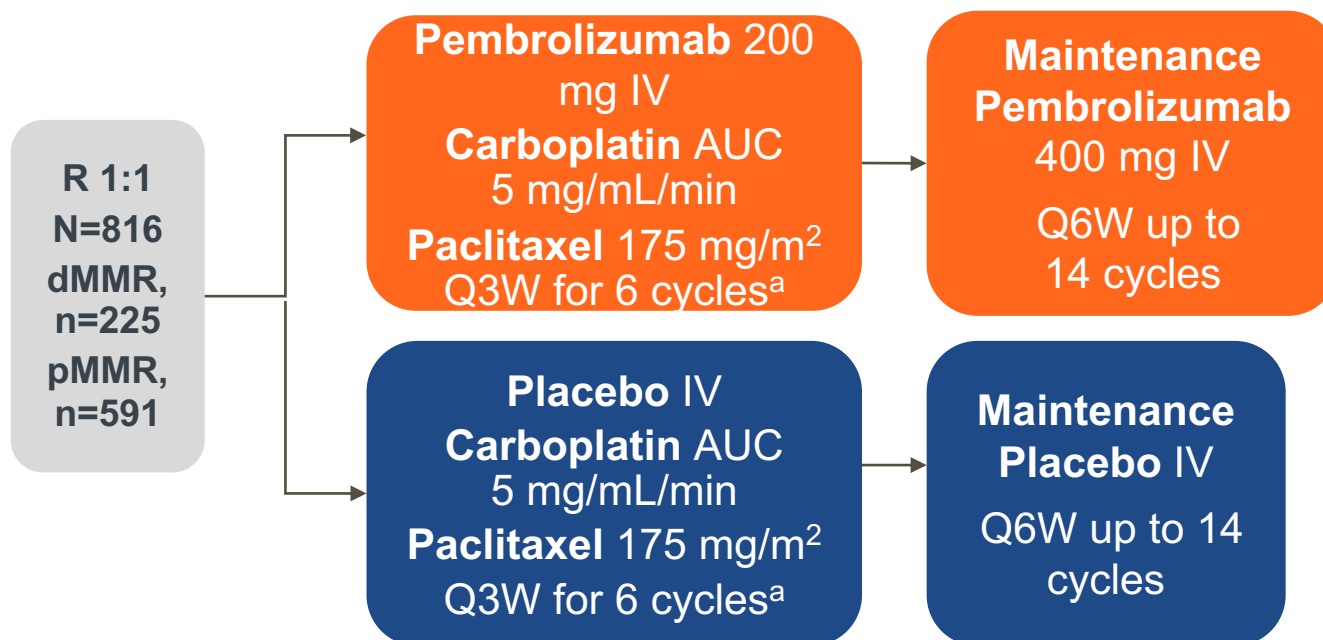 R 1:1
N=816
dMMR,
n=225
pMMR,
n=591
Pembrolizumab 200
mg IV
Carboplatin AUC
5 mg/mL/min
Paclitaxel 175 mg/m²
Q3W for 6 cyclesᵃ
Maintenance
Pembrolizumab
400 mg IV
Q6W up to
14 cycles
Placebo IV
Carboplatin AUC
5 mg/mL/min
Paclitaxel 175 mg/m²
Q3W for 6 cyclesᵃ
Maintenance
Placebo IV
Q6W up to 14
cycles